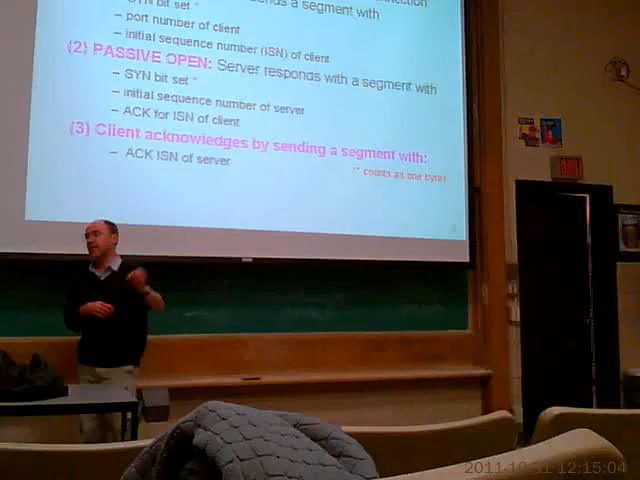 a segment with
SYN bit set *
– port number of client
– initial sequence number (ISN) of client
(2) PASSIVE OPEN: Server responds with a segment with
– SYN bit set *
– initial sequence number of server
– ACK for ISN of client
(3) Client acknowledges by sending a segment with:
– ACK ISN of server
(* counts as one byte)
2011-10-31 12:15:04